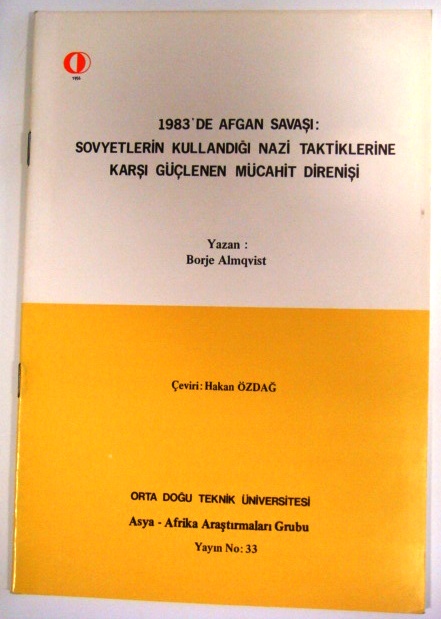 1956
1983'DE AFGAN SAVAŞI:
SOVYETLERİN KULLANDIĞI NAZİ TAKTİKLERİNE
KARŞI GÜÇLENEN MÜCAHİT DİRENİŞİ
Yazan :
Borje Almqvist
Çeviri: Hakan ÖZDAĞ
ORTA DOĞU TEKNİK ÜNİVERSİTESİ
Asya - Afrika Araştırmaları Grubu
Yayın No: 33